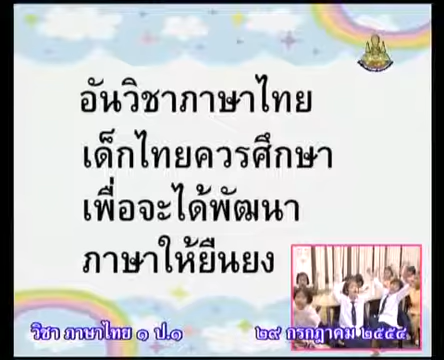 อันวิชาภาษาไทย
เด็กไทยควรศึกษา
เพื่อจะได้พัฒนา
ภาษาให้ยืนยง
วิชา ภาษาไทย ๑ ป.๑
๒๙ กรกฎาคม ๒๕๕๔